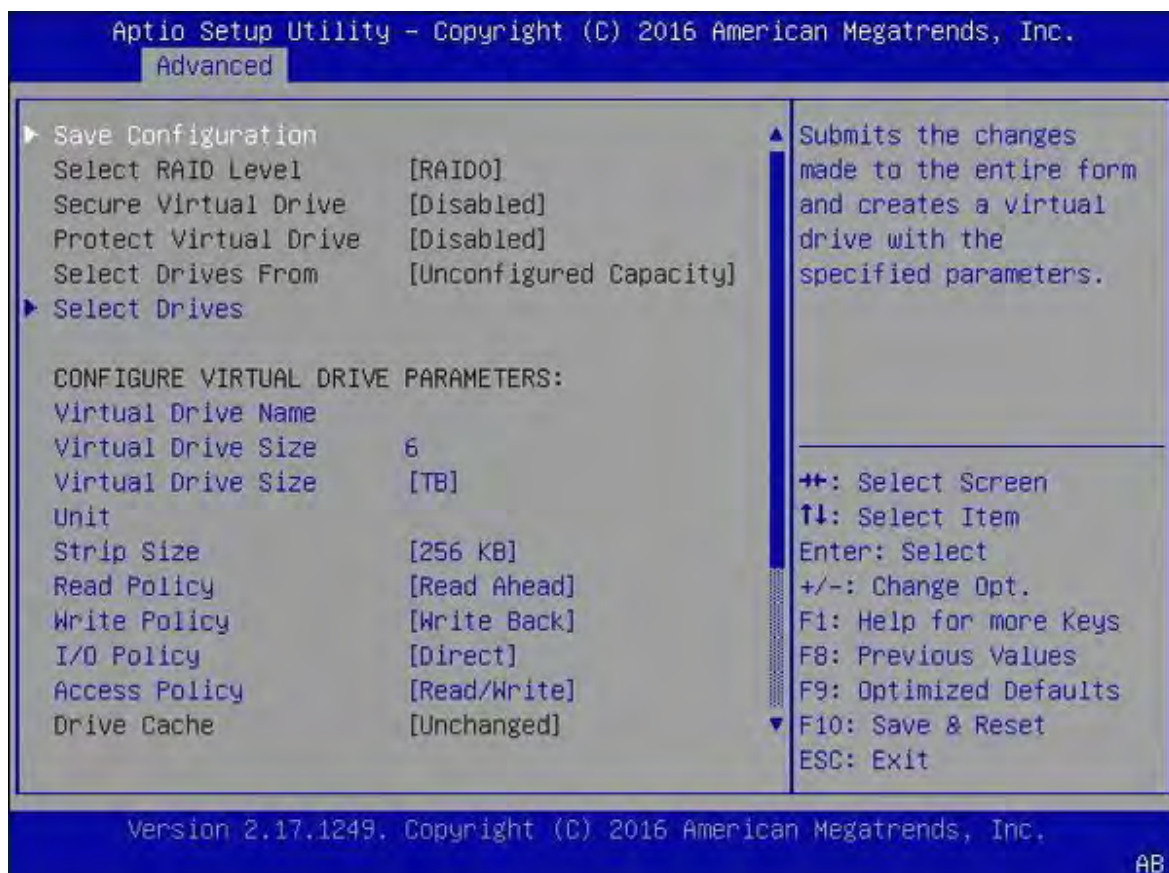 Aptio Setup Utility – Copyright (C) 2016 American Megatrends, Inc.
Advanced
Save Configuration
Select RAID Level [RAID0]
Secure Virtual Drive [Disabled]
Protect Virtual Drive [Disabled]
Select Drives From [Unconfigured Capacity]
Select Drives
CONFIGURE VIRTUAL DRIVE PARAMETERS:
Virtual Drive Name
Virtual Drive Size 6
Virtual Drive Size [TB]
Unit
Strip Size [256 KB]
Read Policy [Read Ahead]
Write Policy [Write Back]
I/O Policy [Direct]
Access Policy [Read/Write]
Drive Cache [Unchanged]
Submits the changes
made to the entire form
and creates a virtual
drive with the
specified parameters.
→←: Select Screen
↑↓: Select Item
Enter: Select
+/-: Change Opt.
F1: Help for more Keys
F8: Previous Values
F9: Optimized Defaults
F10: Save & Reset
ESC: Exit
Version 2.17.1249. Copyright (C) 2016 American Megatrends, Inc.
AB